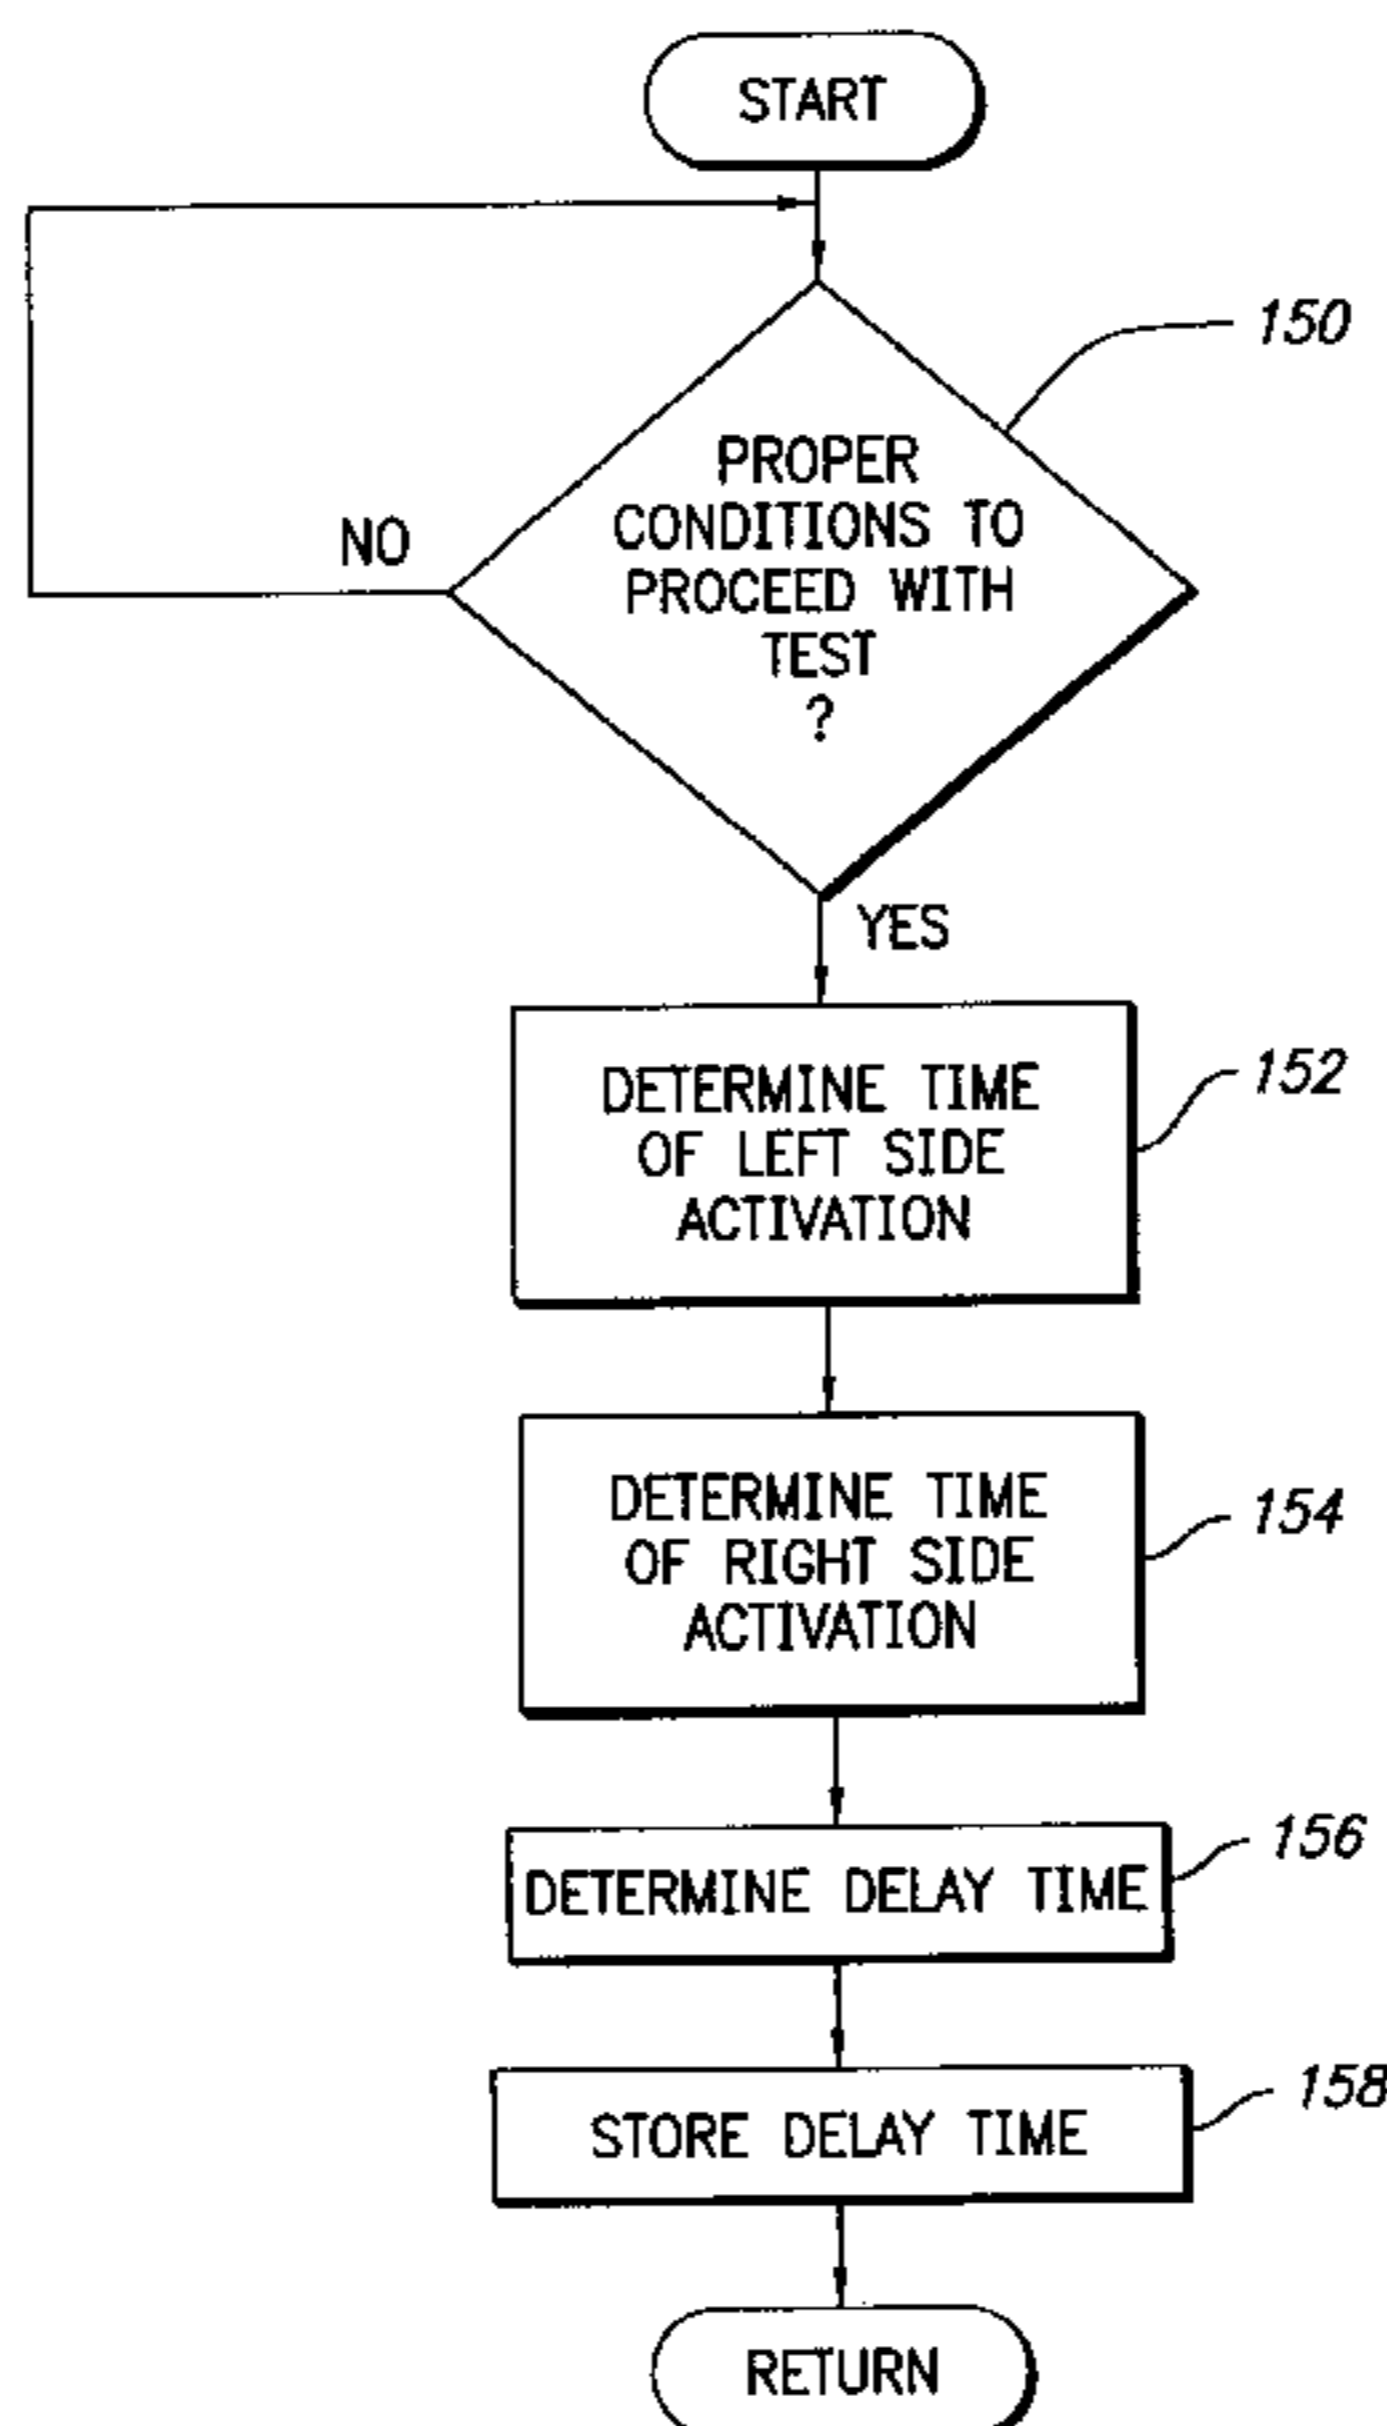 START
150
PROPER
CONDITIONS TO
PROCEED WITH
TEST
?
NO
YES
152
DETERMINE TIME
OF LEFT SIDE
ACTIVATION
154
DETERMINE TIME
OF RIGHT SIDE
ACTIVATION
156
DETERMINE DELAY TIME
158
STORE DELAY TIME
RETURN